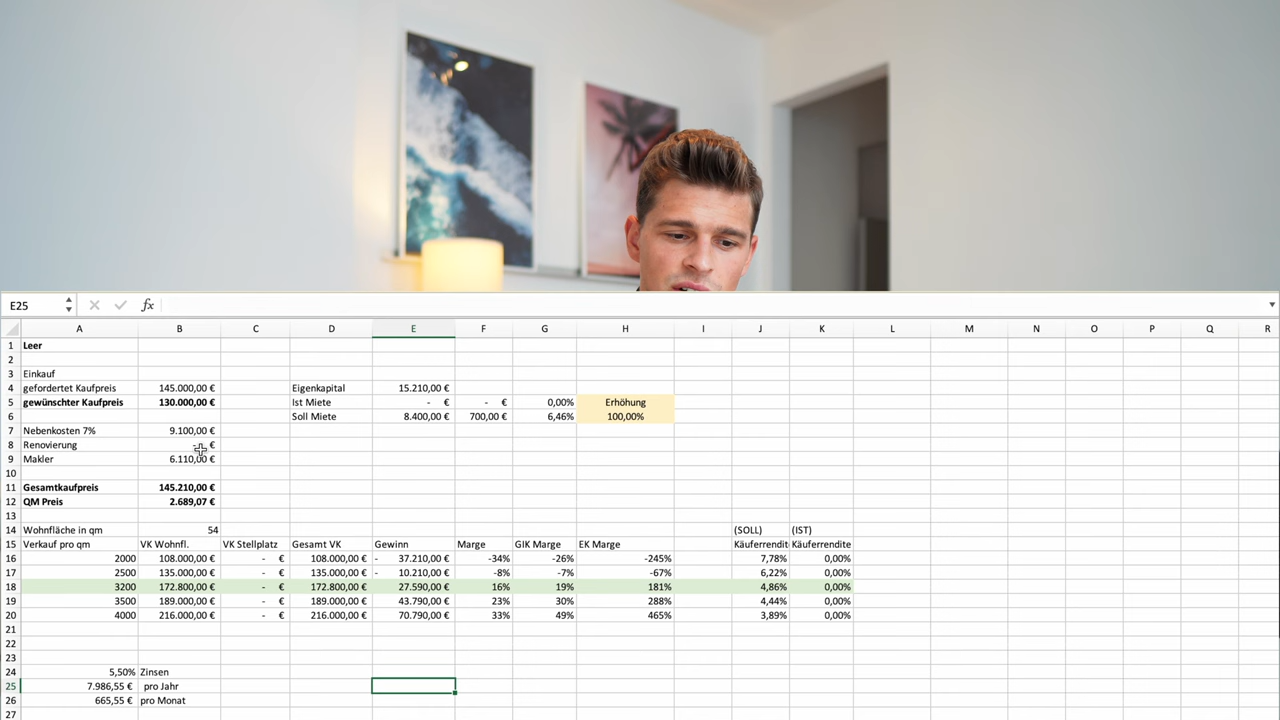 E25 fx
A B C D E F G H I J K L M N O P Q R
1 Leer
2
3 Einkauf
4 gefordertet Kaufpreis 145.000,00 € Eigenkapital 15.210,00 €
5 gewünschter Kaufpreis 130.000,00 € Ist Miete - € - € 0,00% Erhöhung
6 Soll Miete 8.400,00 € 700,00 € 6,46% 100,00%
7 Nebenkosten 7% 9.100,00 €
8 Renovierung - €
9 Makler 6.110,00 €
10
11 Gesamtkaufpreis 145.210,00 €
12 QM Preis 2.689,07 €
13
14 Wohnfläche in qm 54 (SOLL) (IST)
15 Verkauf pro qm VK Wohnfl. VK Stellplatz Gesamt VK Gewinn Marge GIK Marge EK Marge Käuferrendit Käuferrendite
16 2000 108.000,00 € - € 108.000,00 € - 37.210,00 € -34% -26% -245% 7,78% 0,00%
17 2500 135.000,00 € - € 135.000,00 € - 10.210,00 € -8% -7% -67% 6,22% 0,00%
18 3200 172.800,00 € - € 172.800,00 € 27.590,00 € 16% 19% 181% 4,86% 0,00%
19 3500 189.000,00 € - € 189.000,00 € 43.790,00 € 23% 30% 288% 4,44% 0,00%
20 4000 216.000,00 € - € 216.000,00 € 70.790,00 € 33% 49% 465% 3,89% 0,00%
21
22
23
24 5,50% Zinsen
25 7.986,55 € pro Jahr
26 665,55 € pro Monat
27